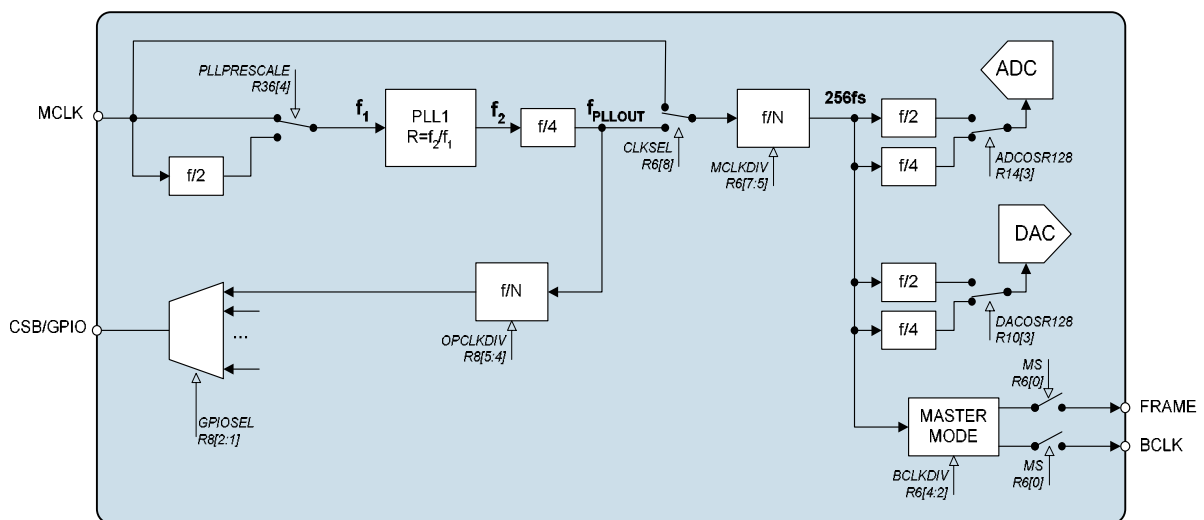 MCLK
PLLPRESCALE
R36[4]
f/2
f1
PLL1
R=f2/f1
f2
f/4
fPLLOUT
CLKSEL
R6[8]
f/N
MCLKDIV
R6[7:5]
256fs
f/2
f/4
ADC
ADCOSR128
R14[3]
DAC
f/2
f/4
DACOSR128
R10[3]
CSB/GPIO
...
GPIOSEL
R8[2:1]
f/N
OPCLKDIV
R8[5:4]
MASTER
MODE
BCLKDIV
R6[4:2]
MS
R6[0]
FRAME
BCLK
MS
R6[0]